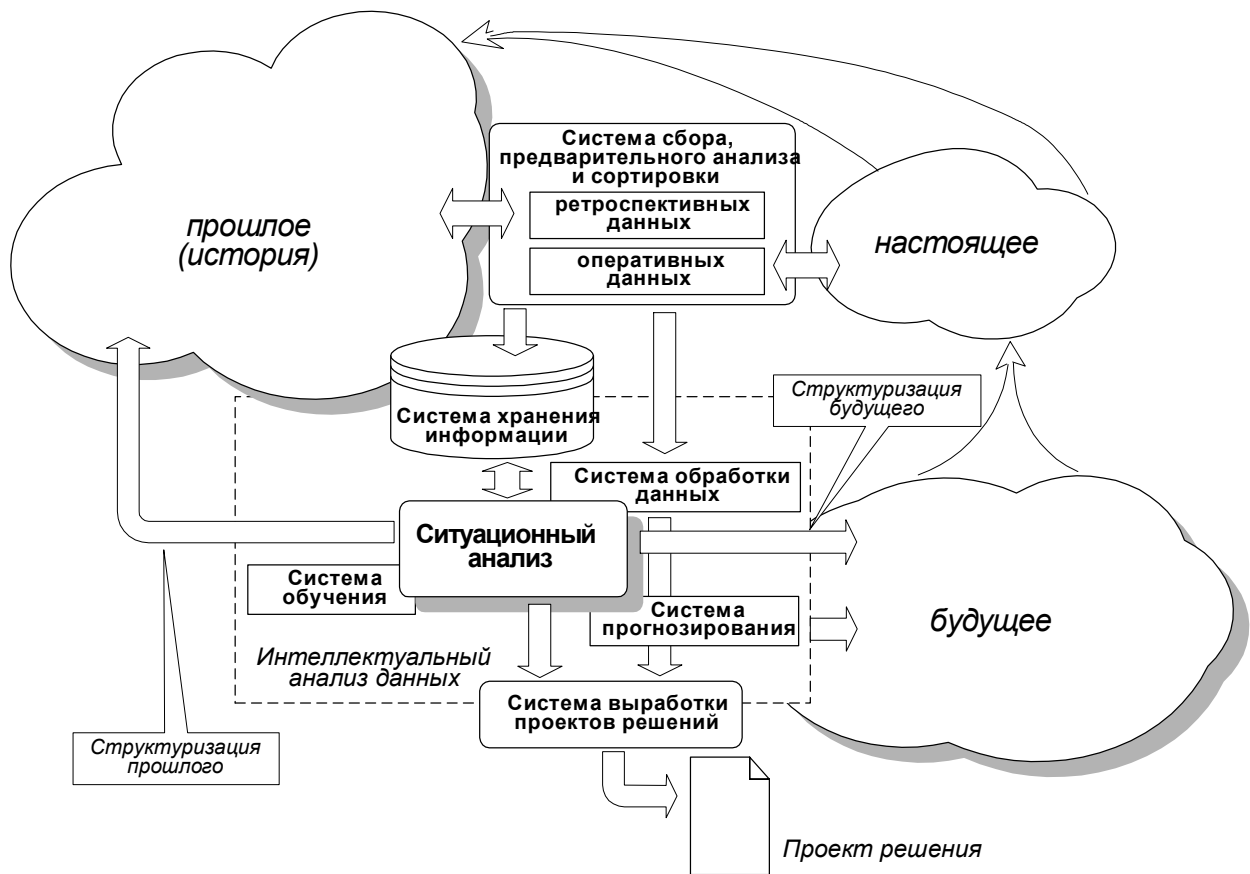 Система сбора,
предварительного анализа
и сортировки
ретроспективных
данных
оперативных
данных
прошлое
(история)
настоящее
Структуризация
будущего
Система хранения
информации
Система обработки
данных
Ситуационный
анализ
Система
обучения
Система
прогнозирования
будущее
Интеллектуальный
анализ данных
Система выработки
проектов решений
Структуризация
прошлого
Проект решения